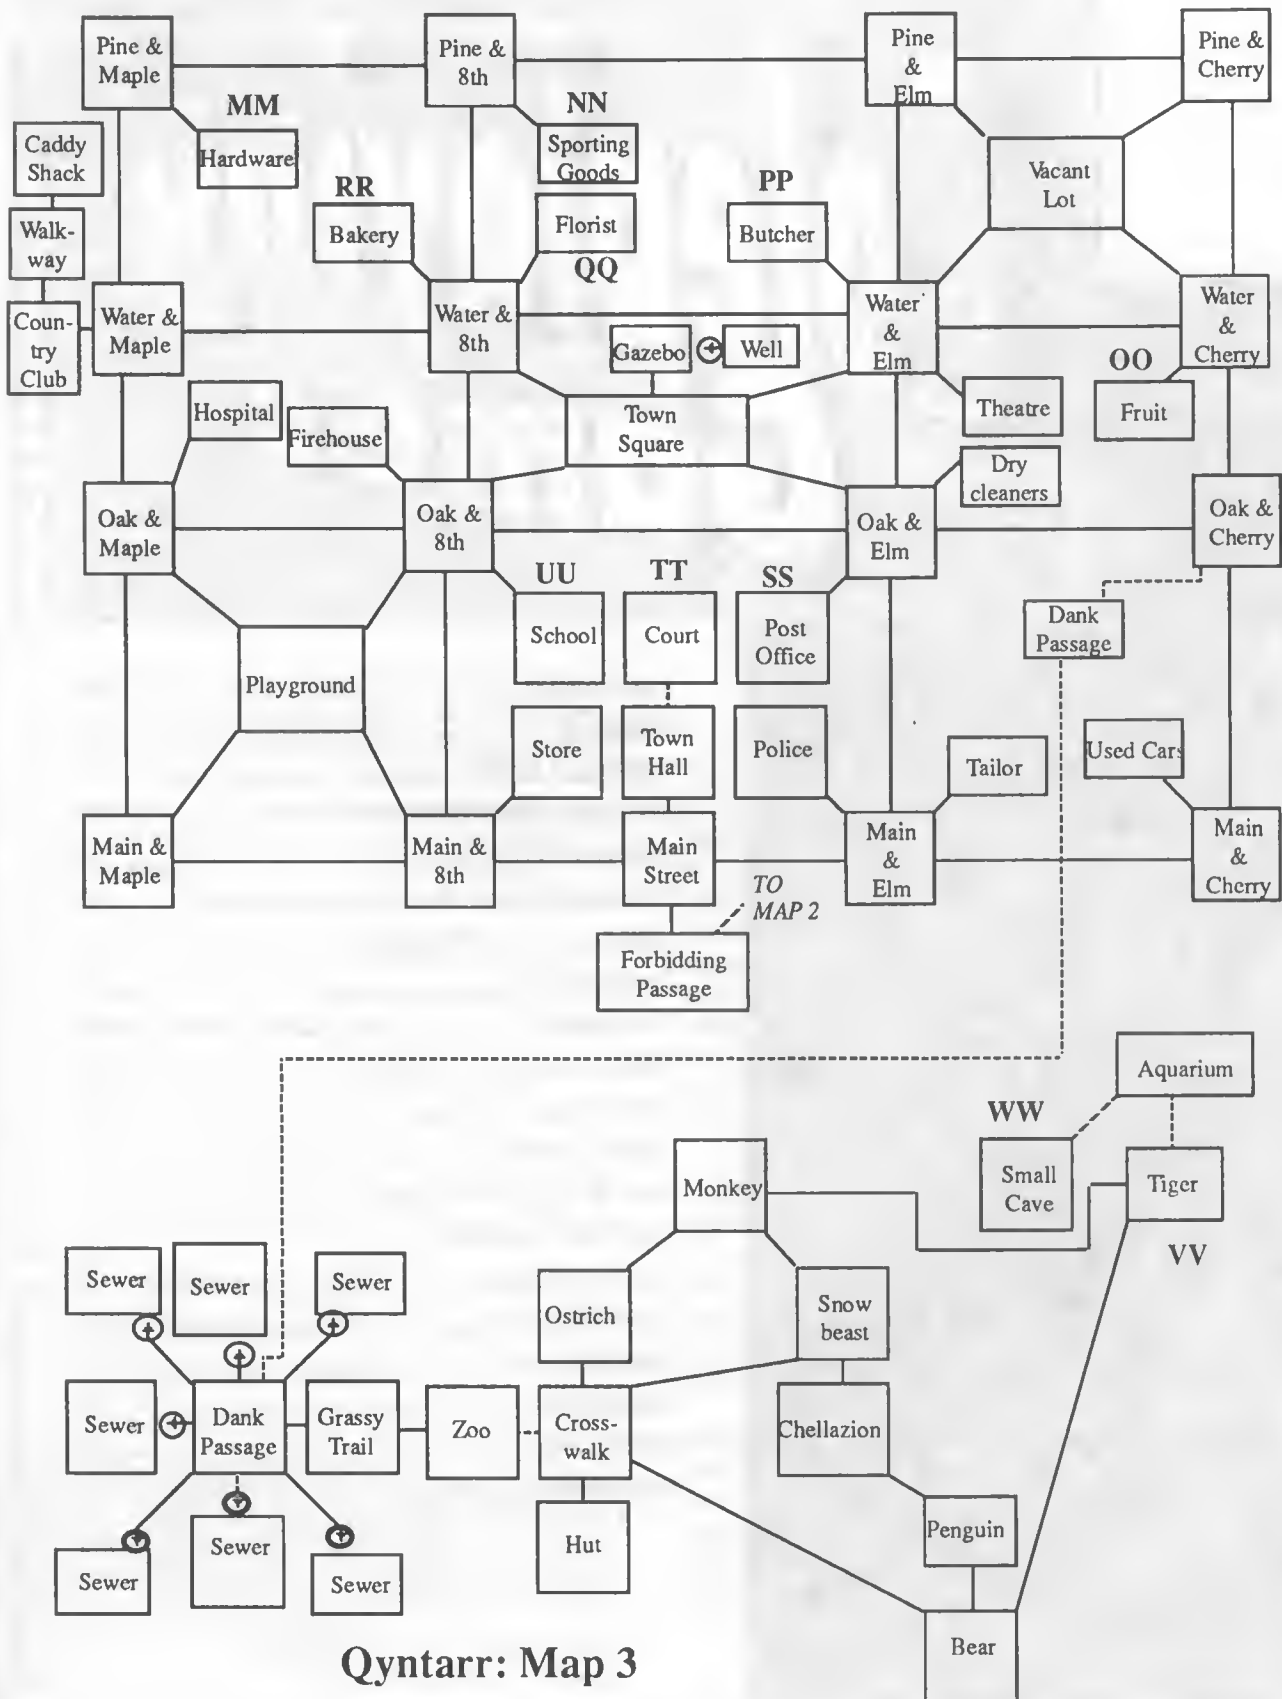 Pine &
Maple
Pine &
8th
Pine
&
Elm
Pine &
Cherry
MM
NN
Caddy
Shack
Hardware
Sporting
Goods
Vacant
Lot
RR
PP
Walk-
way
Bakery
Florist
QQ
Butcher
Coun-
try
Club
Water &
Maple
Water &
8th
Gazebo
Well
Water
&
Elm
Water
&
Cherry
OO
Hospital
Firehouse
Town
Square
Theatre
Fruit
Dry
cleaners
Oak &
Maple
Oak &
8th
Oak &
Elm
Oak &
Cherry
UU
TT
SS
School
Court
Post
Office
Dank
Passage
Playground
Store
Town
Hall
Police
Tailor
Used Cars
Main &
Maple
Main &
8th
Main
Street
Main
&
Elm
Main
&
Cherry
TO
MAP 2
Forbidding
Passage
Aquarium
WW
Monkey
Small
Cave
Tiger
VV
Sewer
Sewer
Sewer
Ostrich
Snow
beast
Sewer
Dank
Passage
Grassy
Trail
Zoo
Cross-
walk
Chellazion
Sewer
Sewer
Sewer
Hut
Penguin
Bear
Qyntarr: Map 3